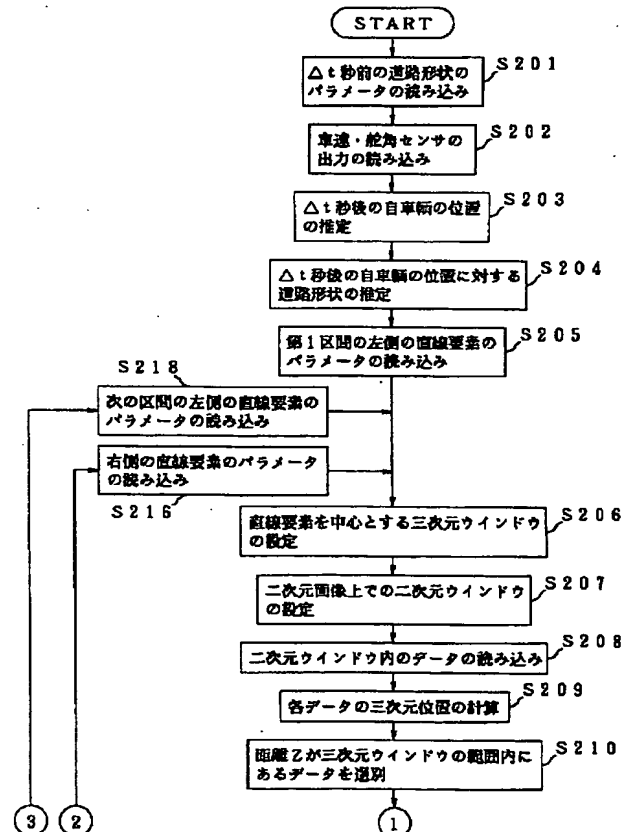 START
S201
△t秒前の道路形状の
パラメータの読み込み
S202
車速・舵角センサの
出力の読み込み
S203
△t秒後の自車輌の位置
の推定
S204
△t秒後の自車輌の位置に対する
道路形状の推定
S205
第1区間の左側の直線要素の
パラメータの読み込み
S218
次の区間の左側の直線要素の
パラメータの読み込み
右側の直線要素のパラメータ
の読み込み
S216
S206
直線要素を中心とする三次元ウインドウ
の設定
S207
二次元画像上での二次元ウインドウ
の設定
S208
二次元ウインドウ内のデータの読み込み
S209
各データの三次元位置の計算
S210
距離Zが三次元ウインドウの範囲内に
あるデータを選別
3
2
1